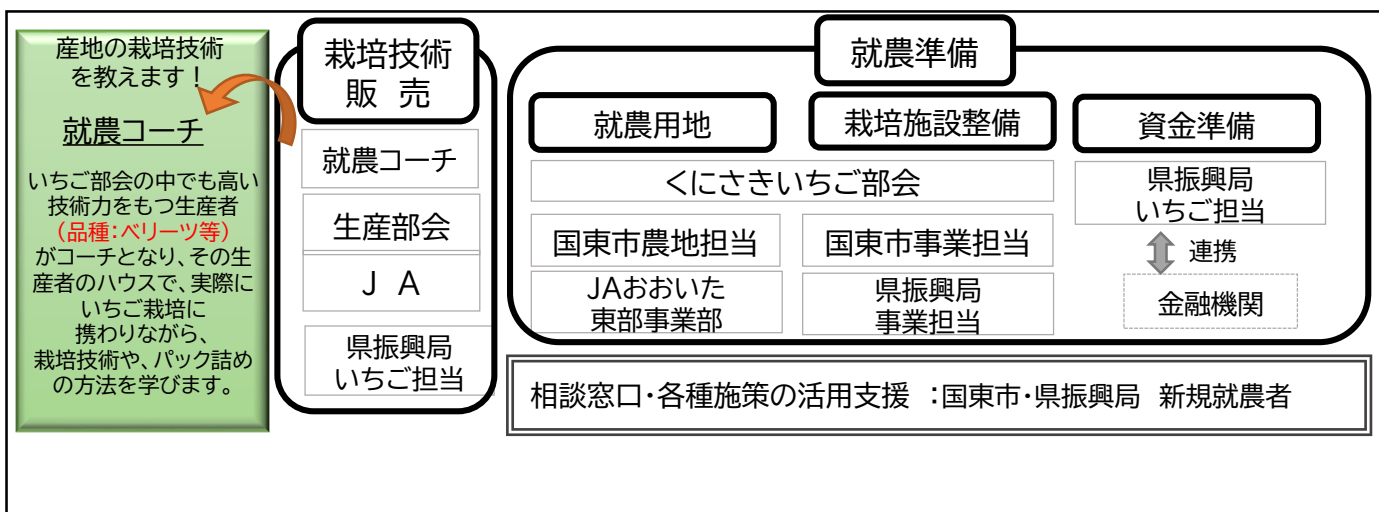 産地の栽培技術
を教えます！
就農コーチ
いちご部会の中でも高い
技術力をもつ生産者
（品種：ベリーツ等）
がコーチとなり、その生
産者のハウスで、実際に
いちご栽培に
携わりながら、
栽培技術や、パック詰め
の方法を学びます。
栽培技術
販 売
就農コーチ
生産部会
Ｊ Ａ
県振興局
いちご担当
就農準備
就農用地
栽培施設整備
資金準備
くにさきいちご部会
国東市農地担当
国東市事業担当
JAおおいた
東部事業部
県振興局
事業担当
県振興局
いちご担当
連携
金融機関
相談窓口・各種施策の活用支援 ：国東市・県振興局 新規就農者